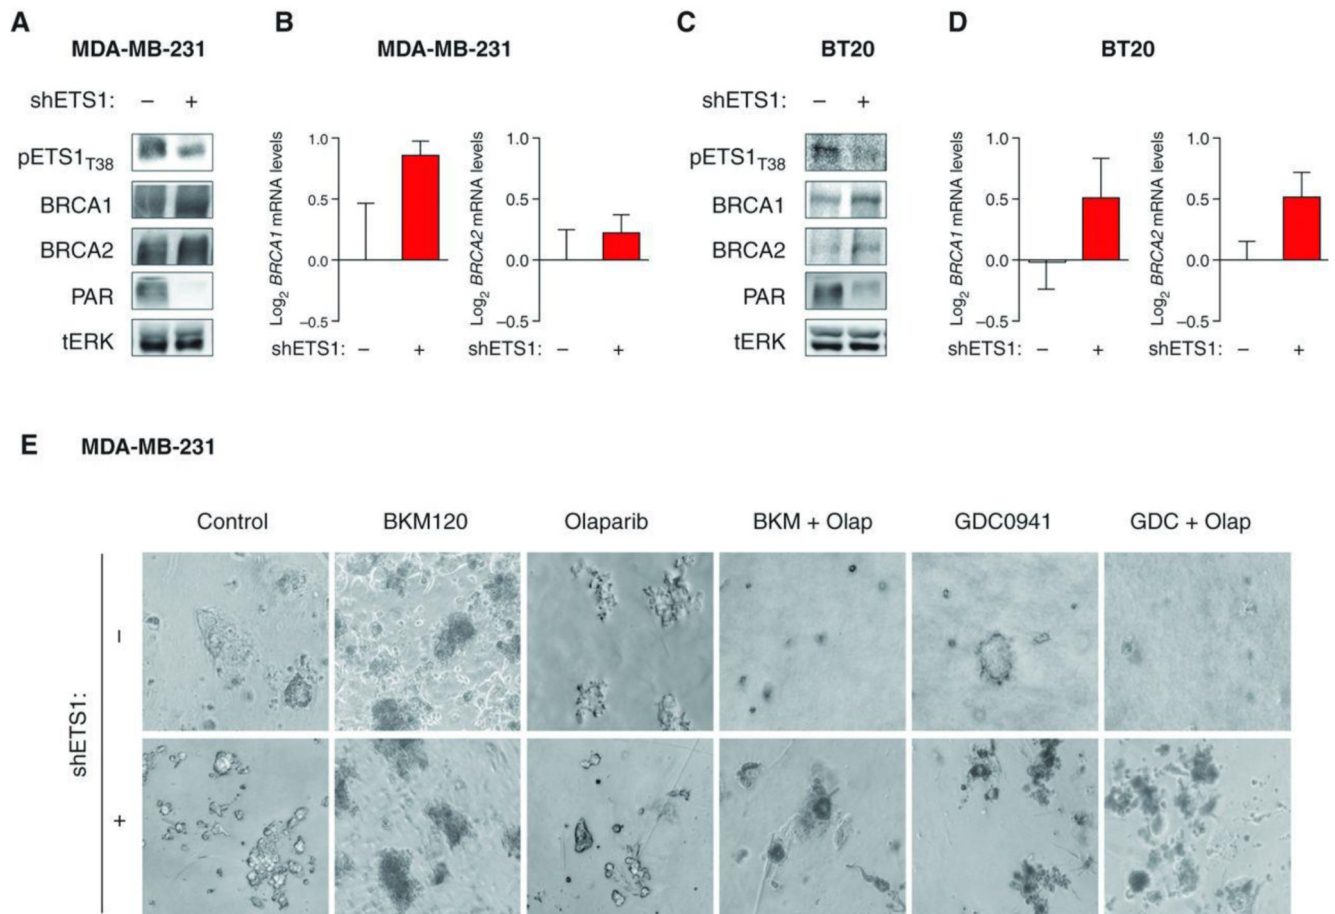 A
MDA-MB-231
shETS1: – +
pETS1T38
BRCA1
BRCA2
PAR
tERK
B
MDA-MB-231
Log2 BRCA1 mRNA levels
1.0
0.5
0.0
–0.5
shETS1: – +
Log2 BRCA2 mRNA levels
1.0
0.5
0.0
–0.5
shETS1: – +
C
BT20
shETS1: – +
pETS1T38
BRCA1
BRCA2
PAR
tERK
D
BT20
Log2 BRCA1 mRNA levels
1.0
0.5
0.0
–0.5
shETS1: – +
Log2 BRCA2 mRNA levels
1.0
0.5
0.0
–0.5
shETS1: – +
E MDA-MB-231
Control BKM120 Olaparib BKM + Olap GDC0941 GDC + Olap
shETS1:
–
+